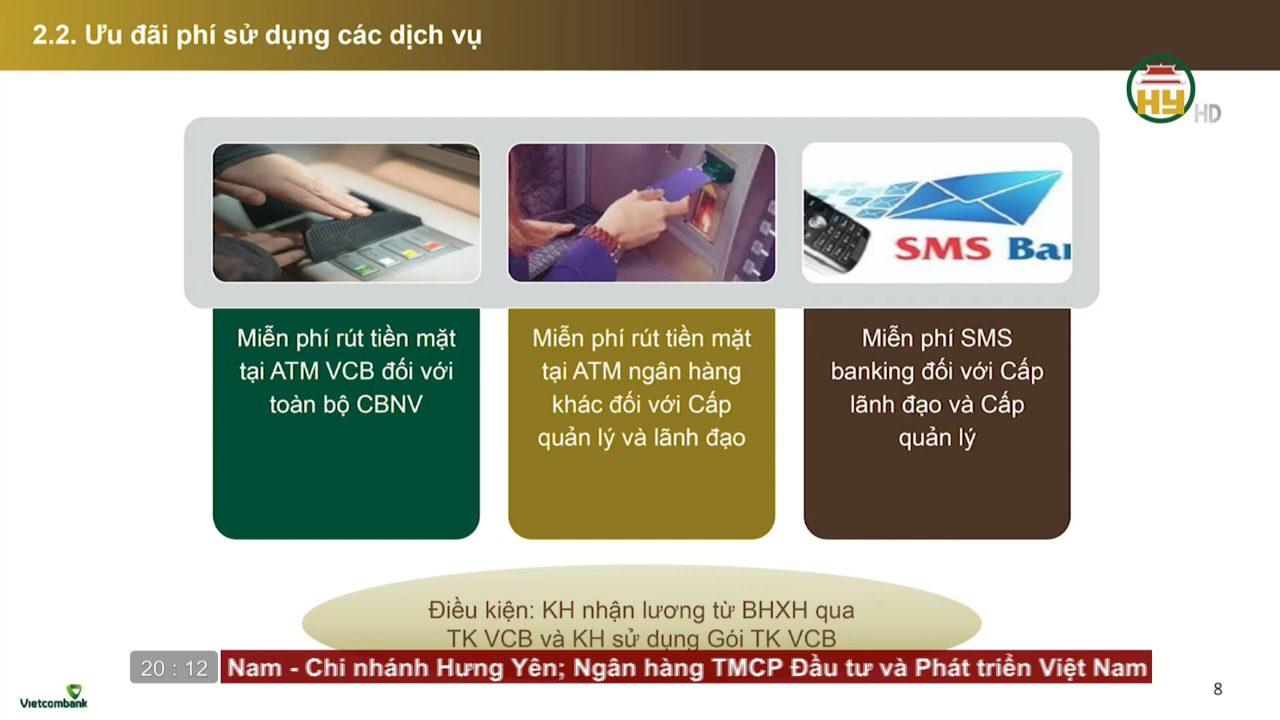 2.2. Ưu đãi phí sử dụng các dịch vụ
HY
HD
SMS Ban
Miễn phí rút tiền mặt
tại ATM VCB đối với
toàn bộ CBNV
Miễn phí rút tiền mặt
tại ATM ngân hàng
khác đối với Cấp
quản lý và lãnh đạo
Miễn phí SMS
banking đối với Cấp
lãnh đạo và Cấp
quản lý
Điều kiện: KH nhận lương từ BHXH qua
TK VCB và KH sử dụng Gói TK VCB
20 : 12
Nam - Chi nhánh Hưng Yên; Ngân hàng TMCP Đầu tư và Phát triển Việt Nam
Vietcombank
8